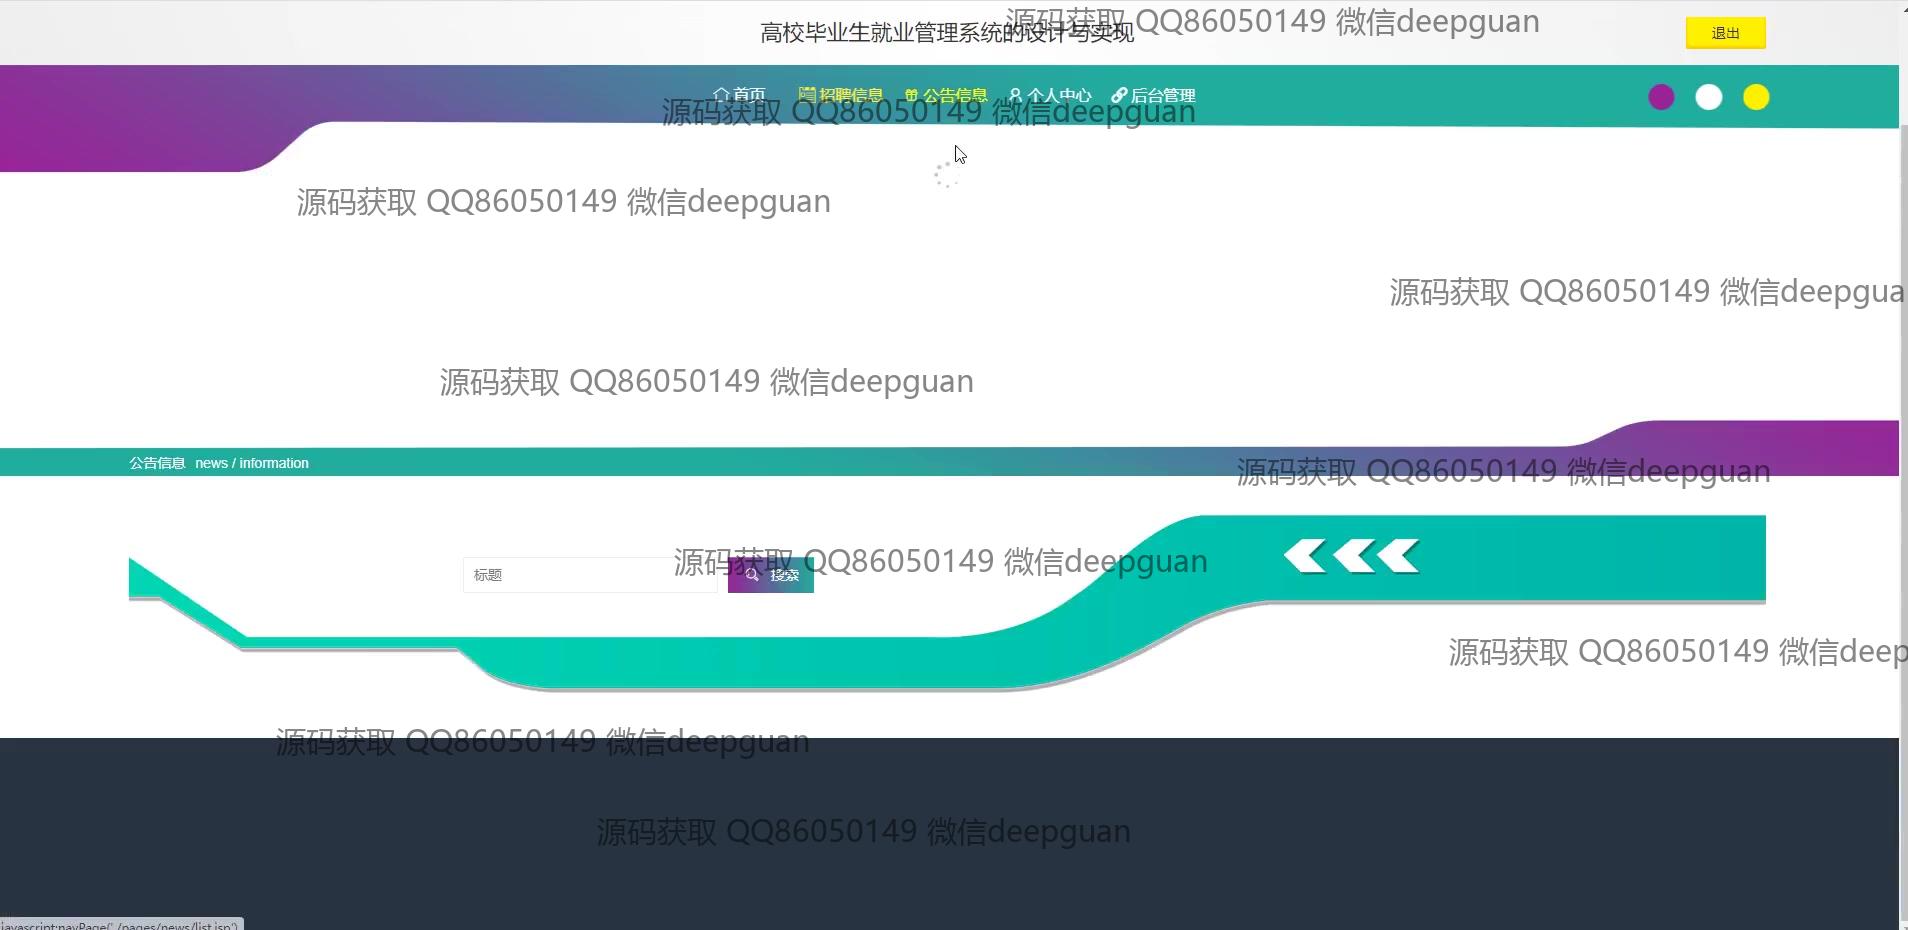 高校毕业生就业管理系统的设计与实现
源码获取 QQ86050149 微信deepguan
退出
首页 招聘信息 公告信息 个人中心 后台管理
源码获取 QQ86050149 微信deepguan
源码获取 QQ86050149 微信deepguan
源码获取 QQ86050149 微信deepgua
源码获取 QQ86050149 微信deepguan
公告信息 news / information
源码获取 QQ86050149 微信deepguan
标题
搜索
源码获取 QQ86050149 微信deepguan
源码获取 QQ86050149 微信deep
源码获取 QQ86050149 微信deepguan
源码获取 QQ86050149 微信deepguan
javascript:navPage('./pages/news/list.jsp')